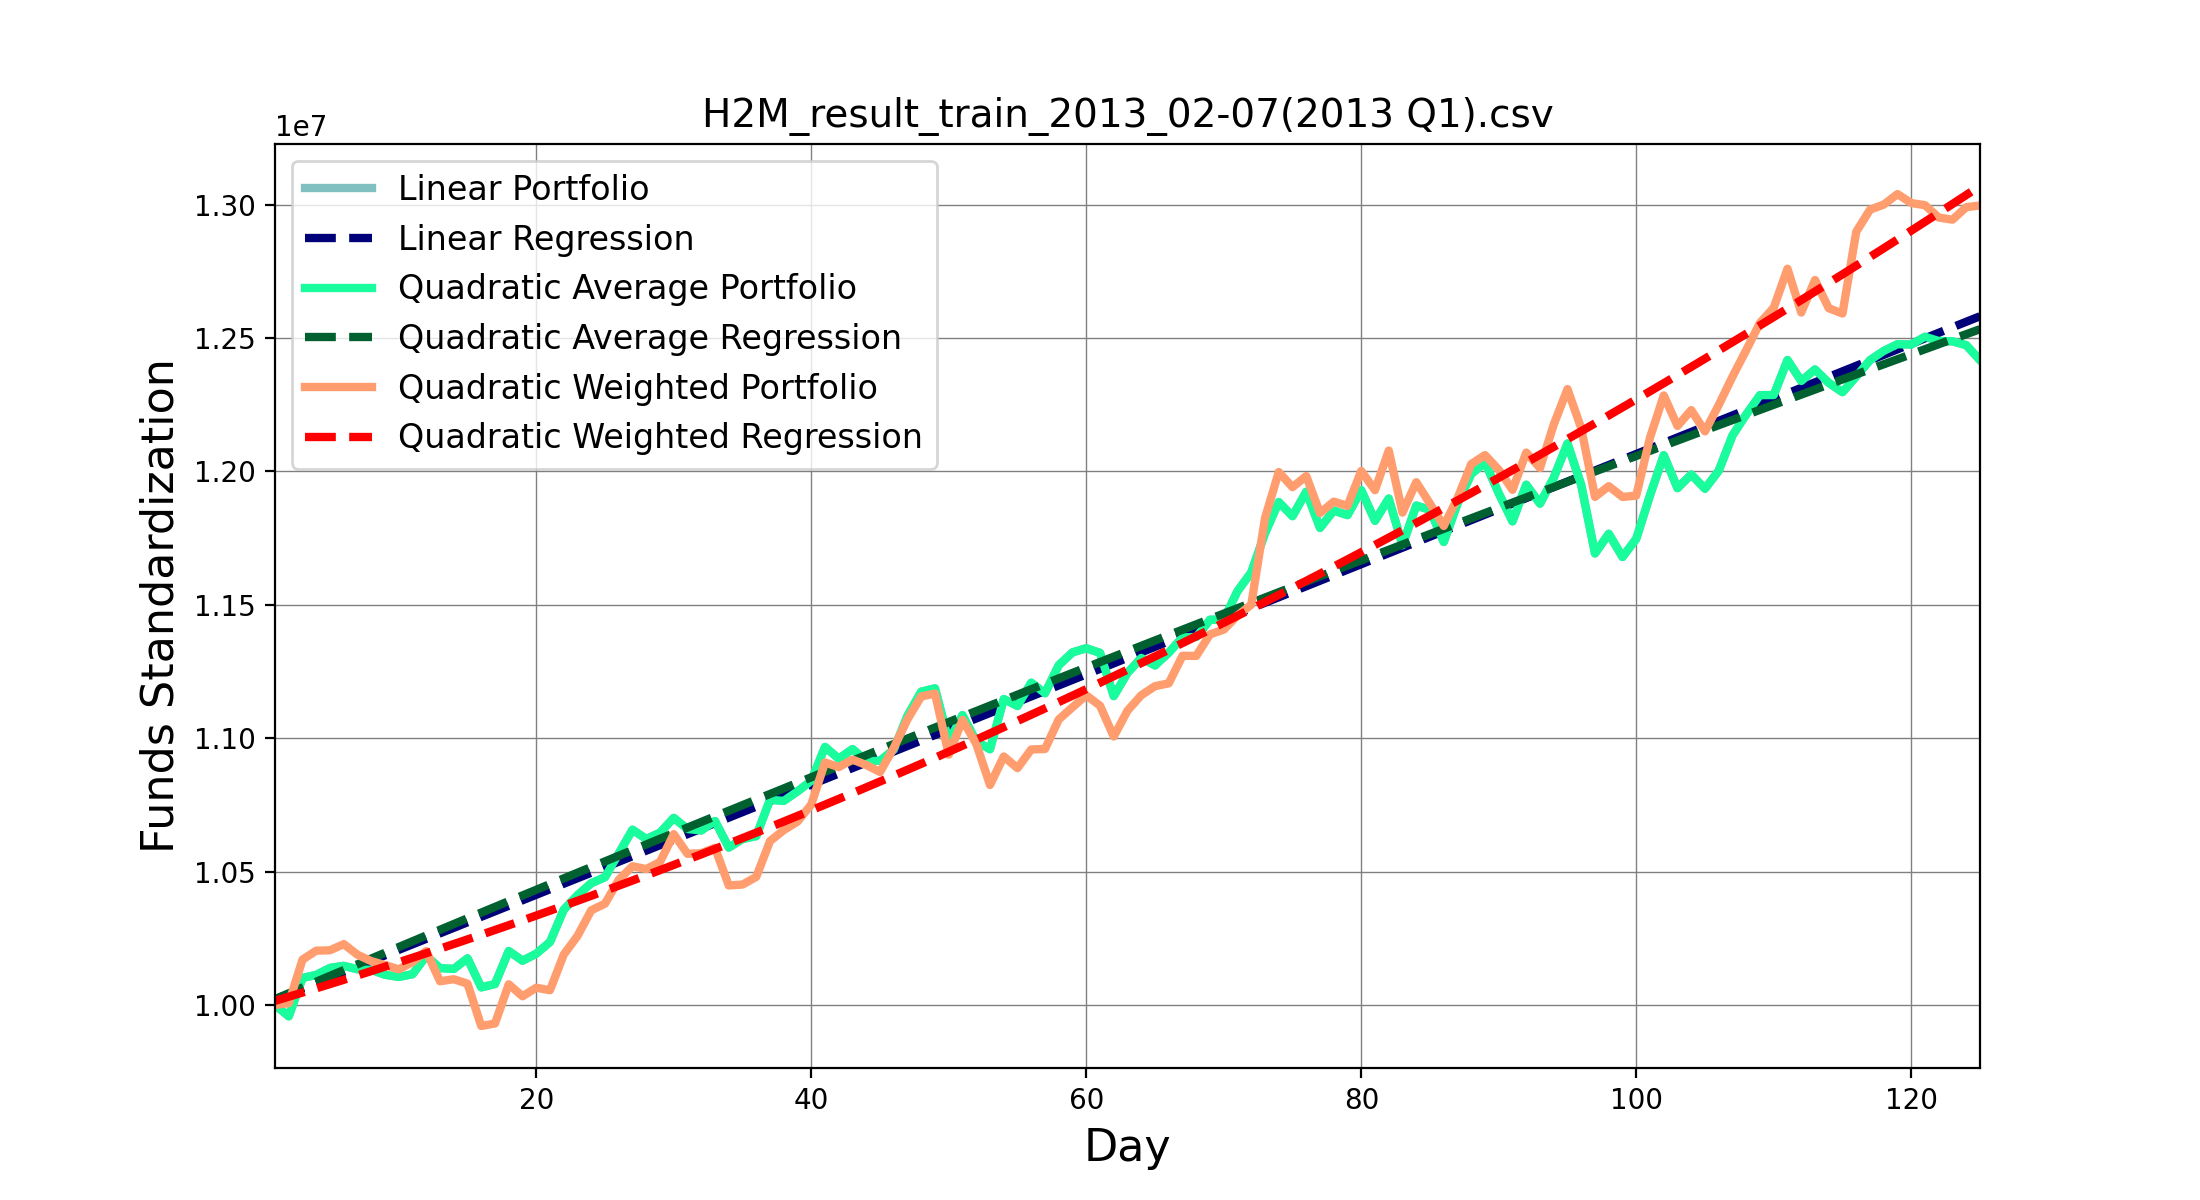 H2M_result_train_2013_02-07(2013 Q1).csv
1e7
Linear Portfolio
Linear Regression
Quadratic Average Portfolio
Quadratic Average Regression
Quadratic Weighted Portfolio
Quadratic Weighted Regression
Funds Standardization
1.30
1.25
1.20
1.15
1.10
1.05
1.00
20 40 60 80 100 120
Day